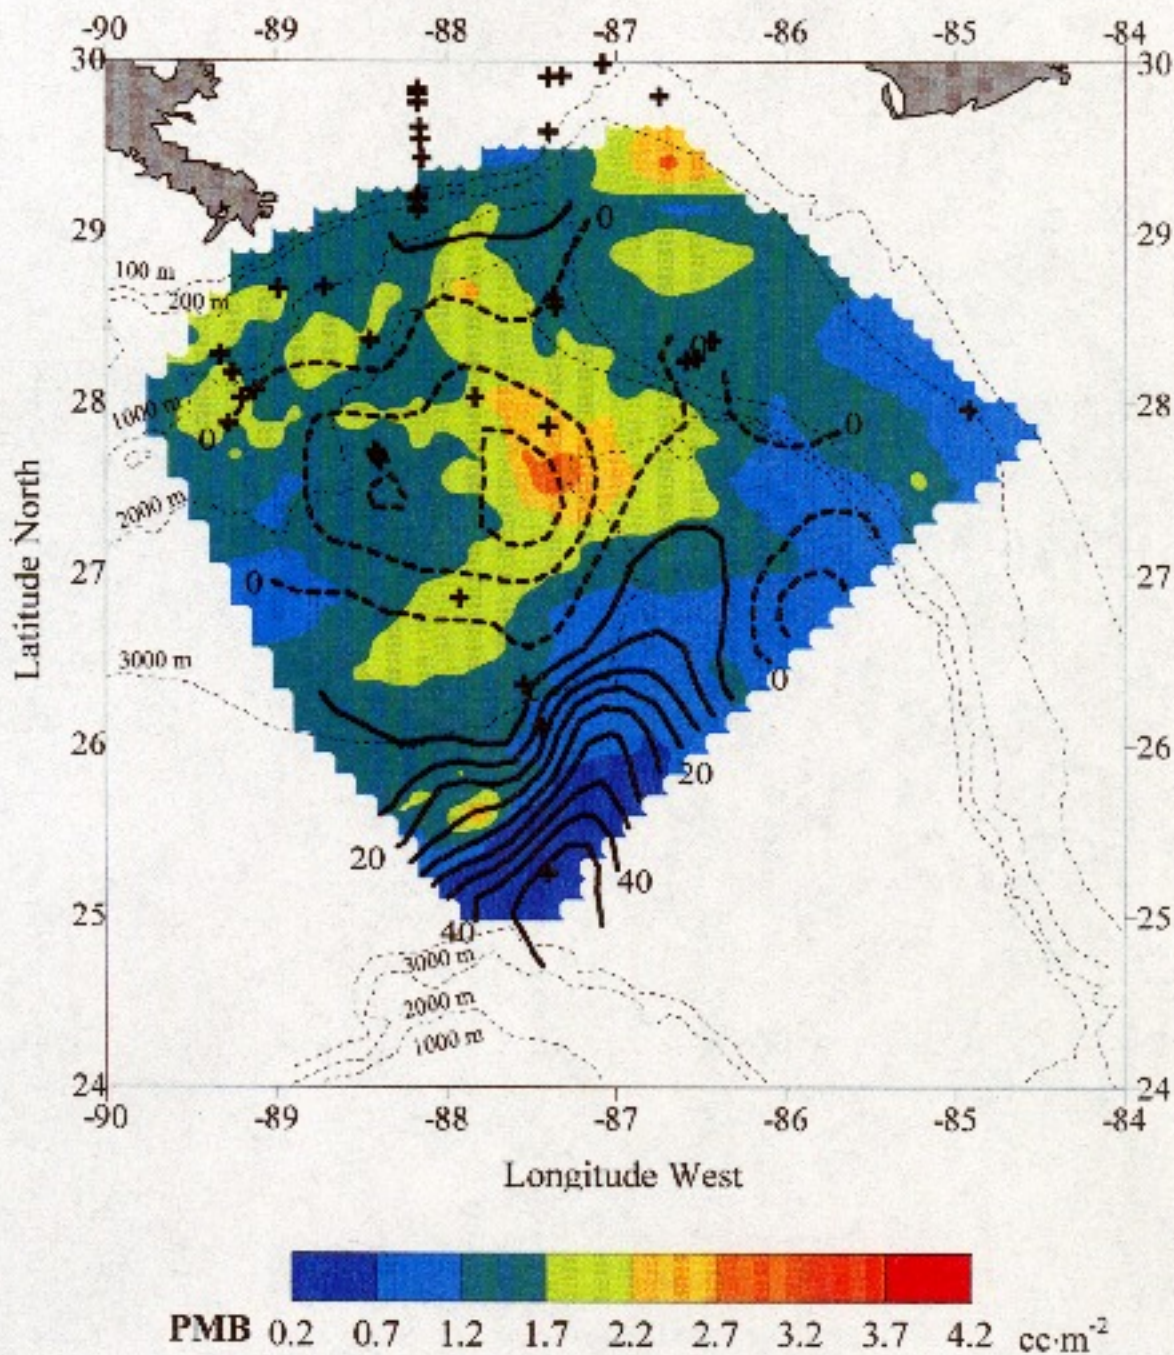 -90 -89 -88 -87 -86 -85 -84
30 30
29 0 29
100 m
200 m
0
28 28
1000 m
0 0
2000 m
27 27
0
3000 m
0
26 26
20
20
40
25 25
40
3000 m
2000 m
1000 m
24 24
-90 -89 -88 -87 -86 -85 -84
Latitude North
Longitude West
PMB 0.2 0.7 1.2 1.7 2.2 2.7 3.2 3.7 4.2 cc·m-2